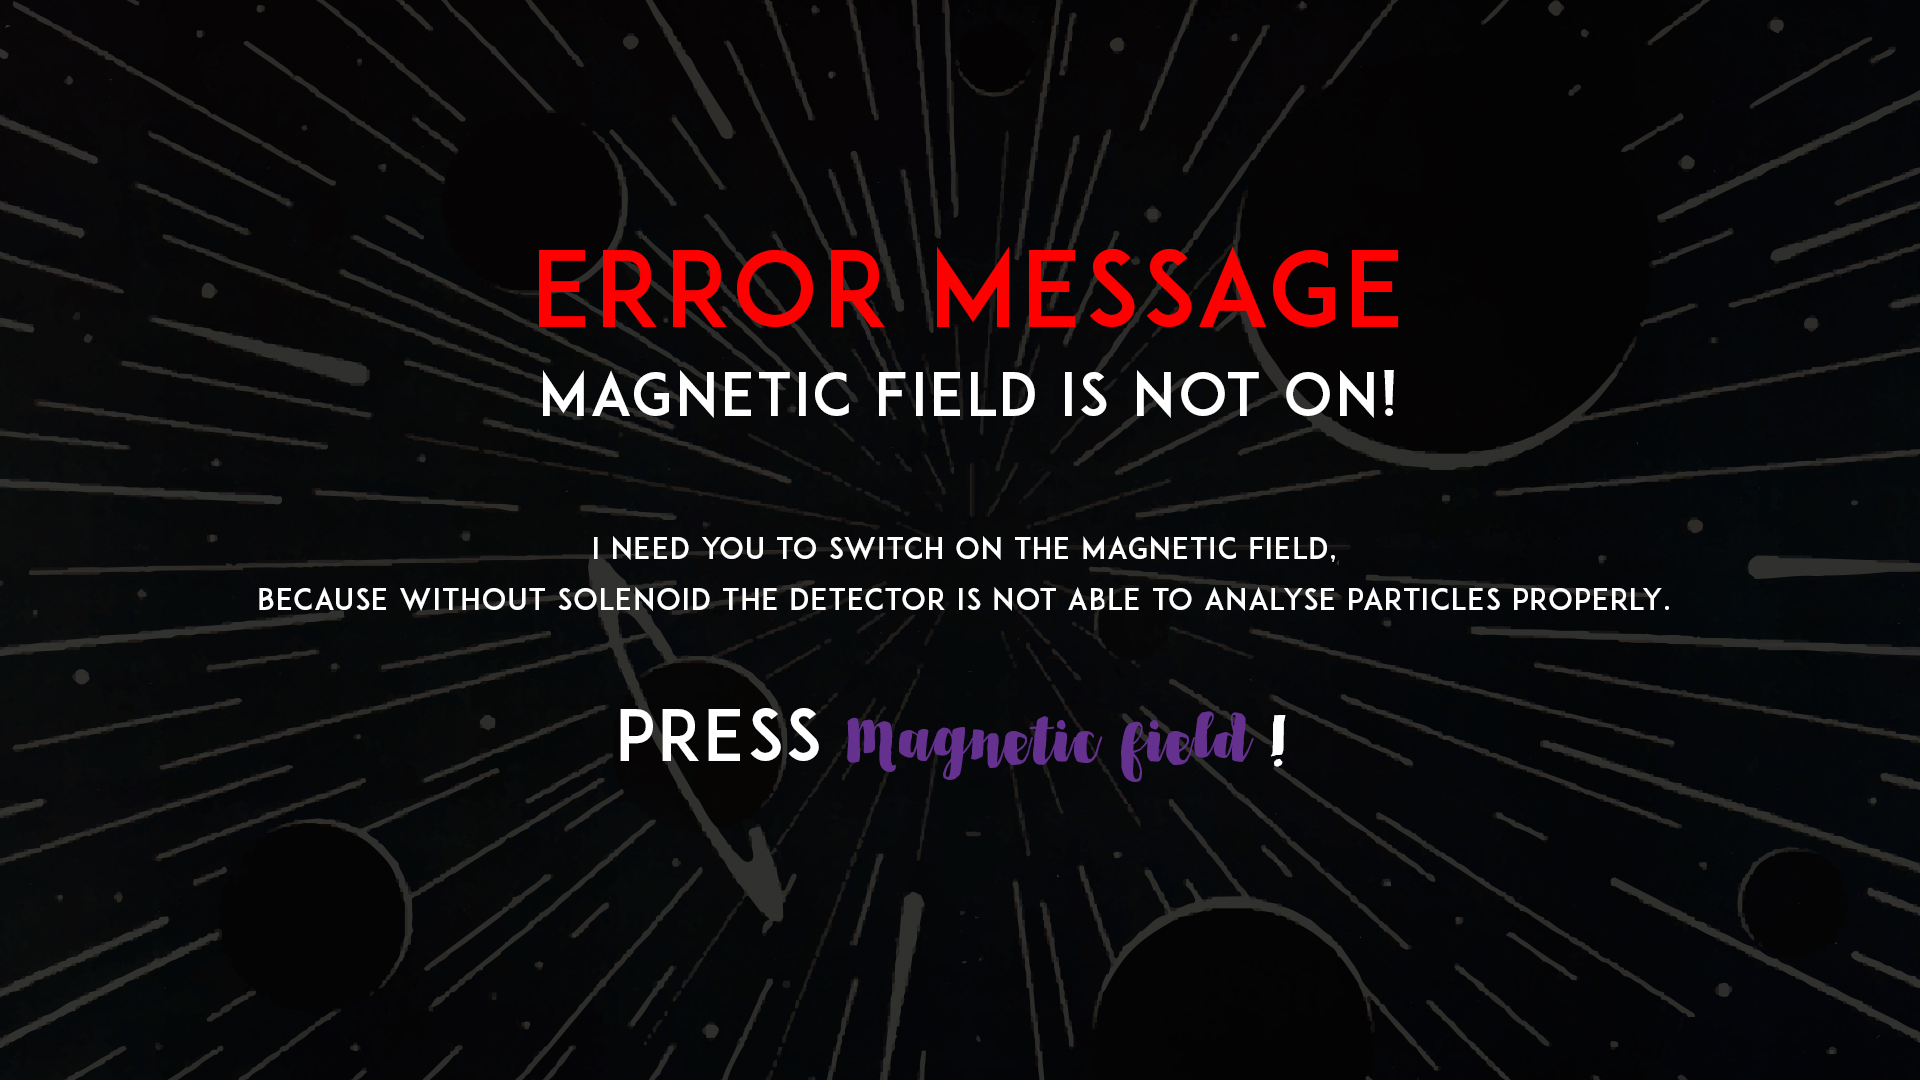 ERROR MESSAGE
MAGNETIC FIELD IS NOT ON!
I NEED YOU TO SWITCH ON THE MAGNETIC FIELD,
BECAUSE WITHOUT SOLENOID THE DETECTOR IS NOT ABLE TO ANALYSE PARTICLES PROPERLY.
PRESS Magnetic field !